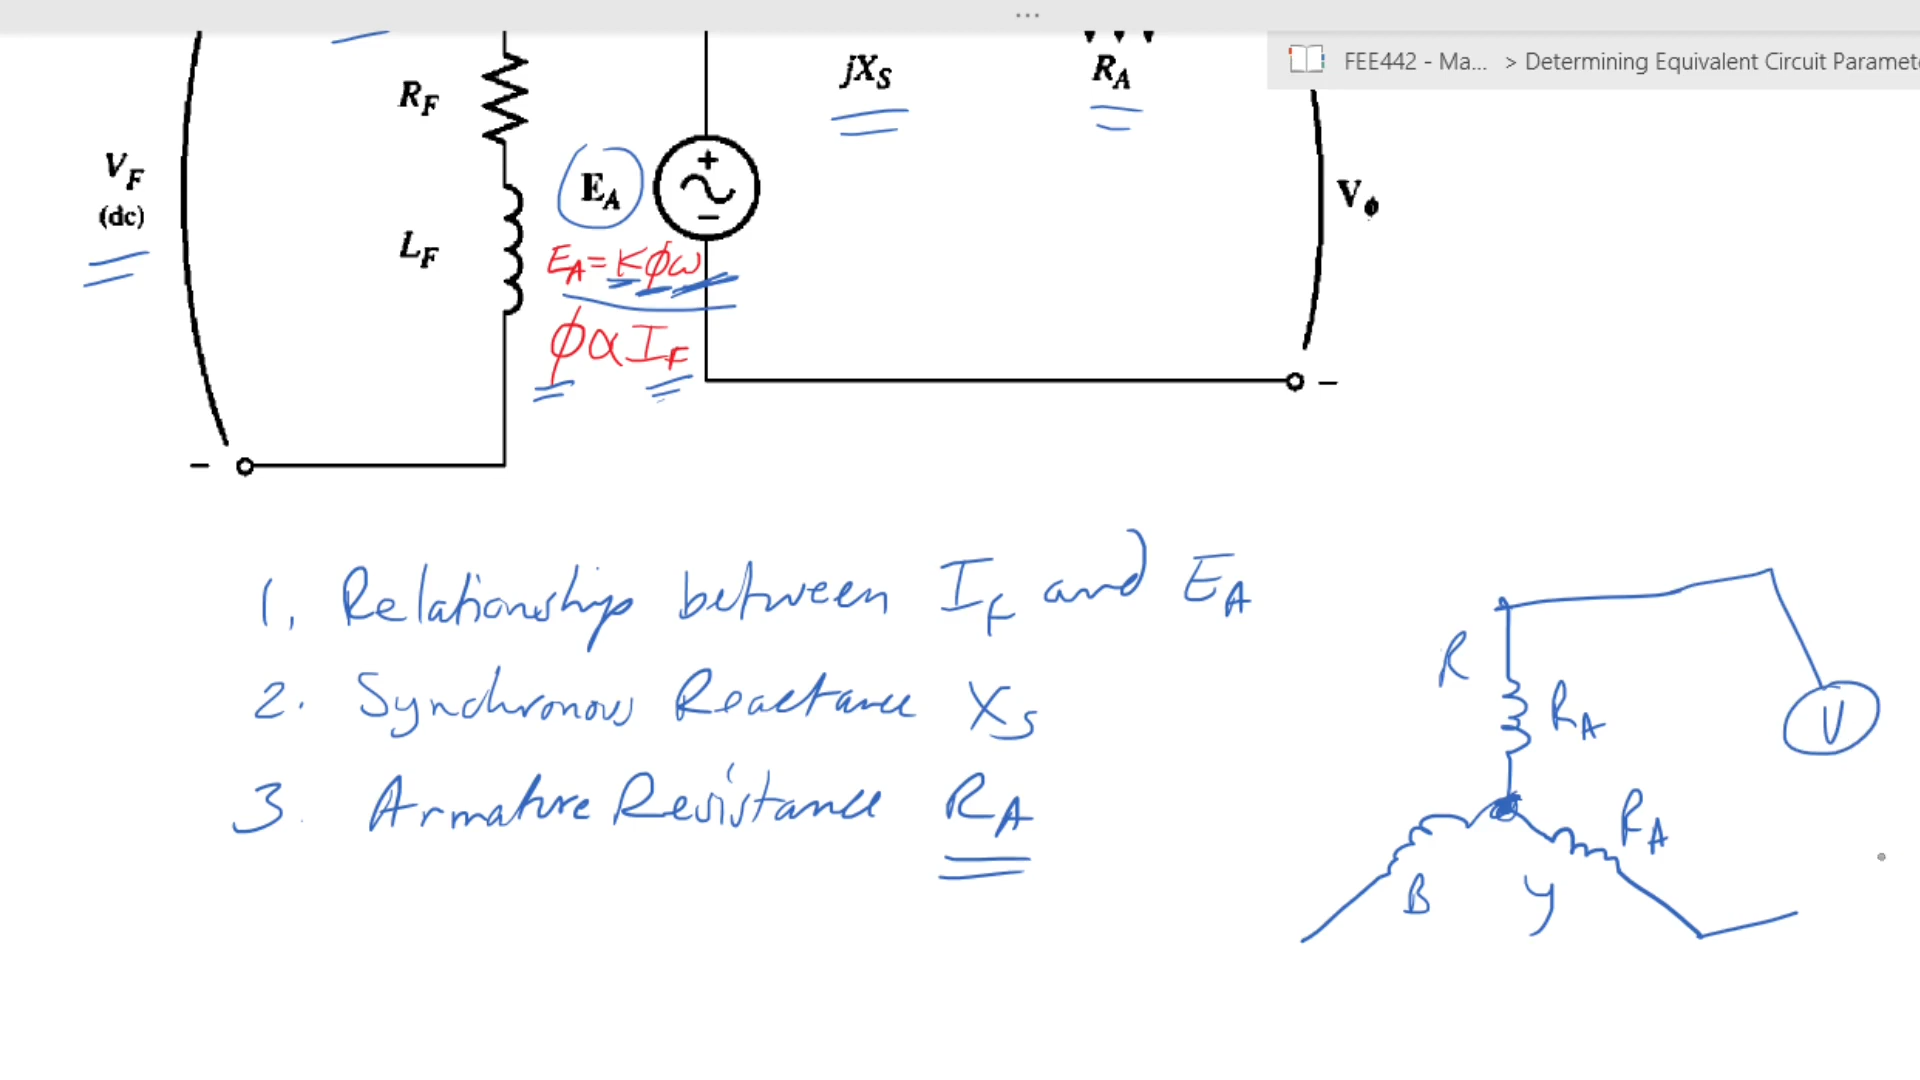 ...
FEE442 - Ma... > Determining Equivalent Circuit Paramet
jXS
RA
RF
VF
(dc)
+
EA
−
Vϕ
LF
EA = Kϕω
ϕ α IF
−
−
1. Relationship between IF and EA
2. Synchronous Reactance XS
3. Armature Resistance RA
R
RA
V
RA
B
Y